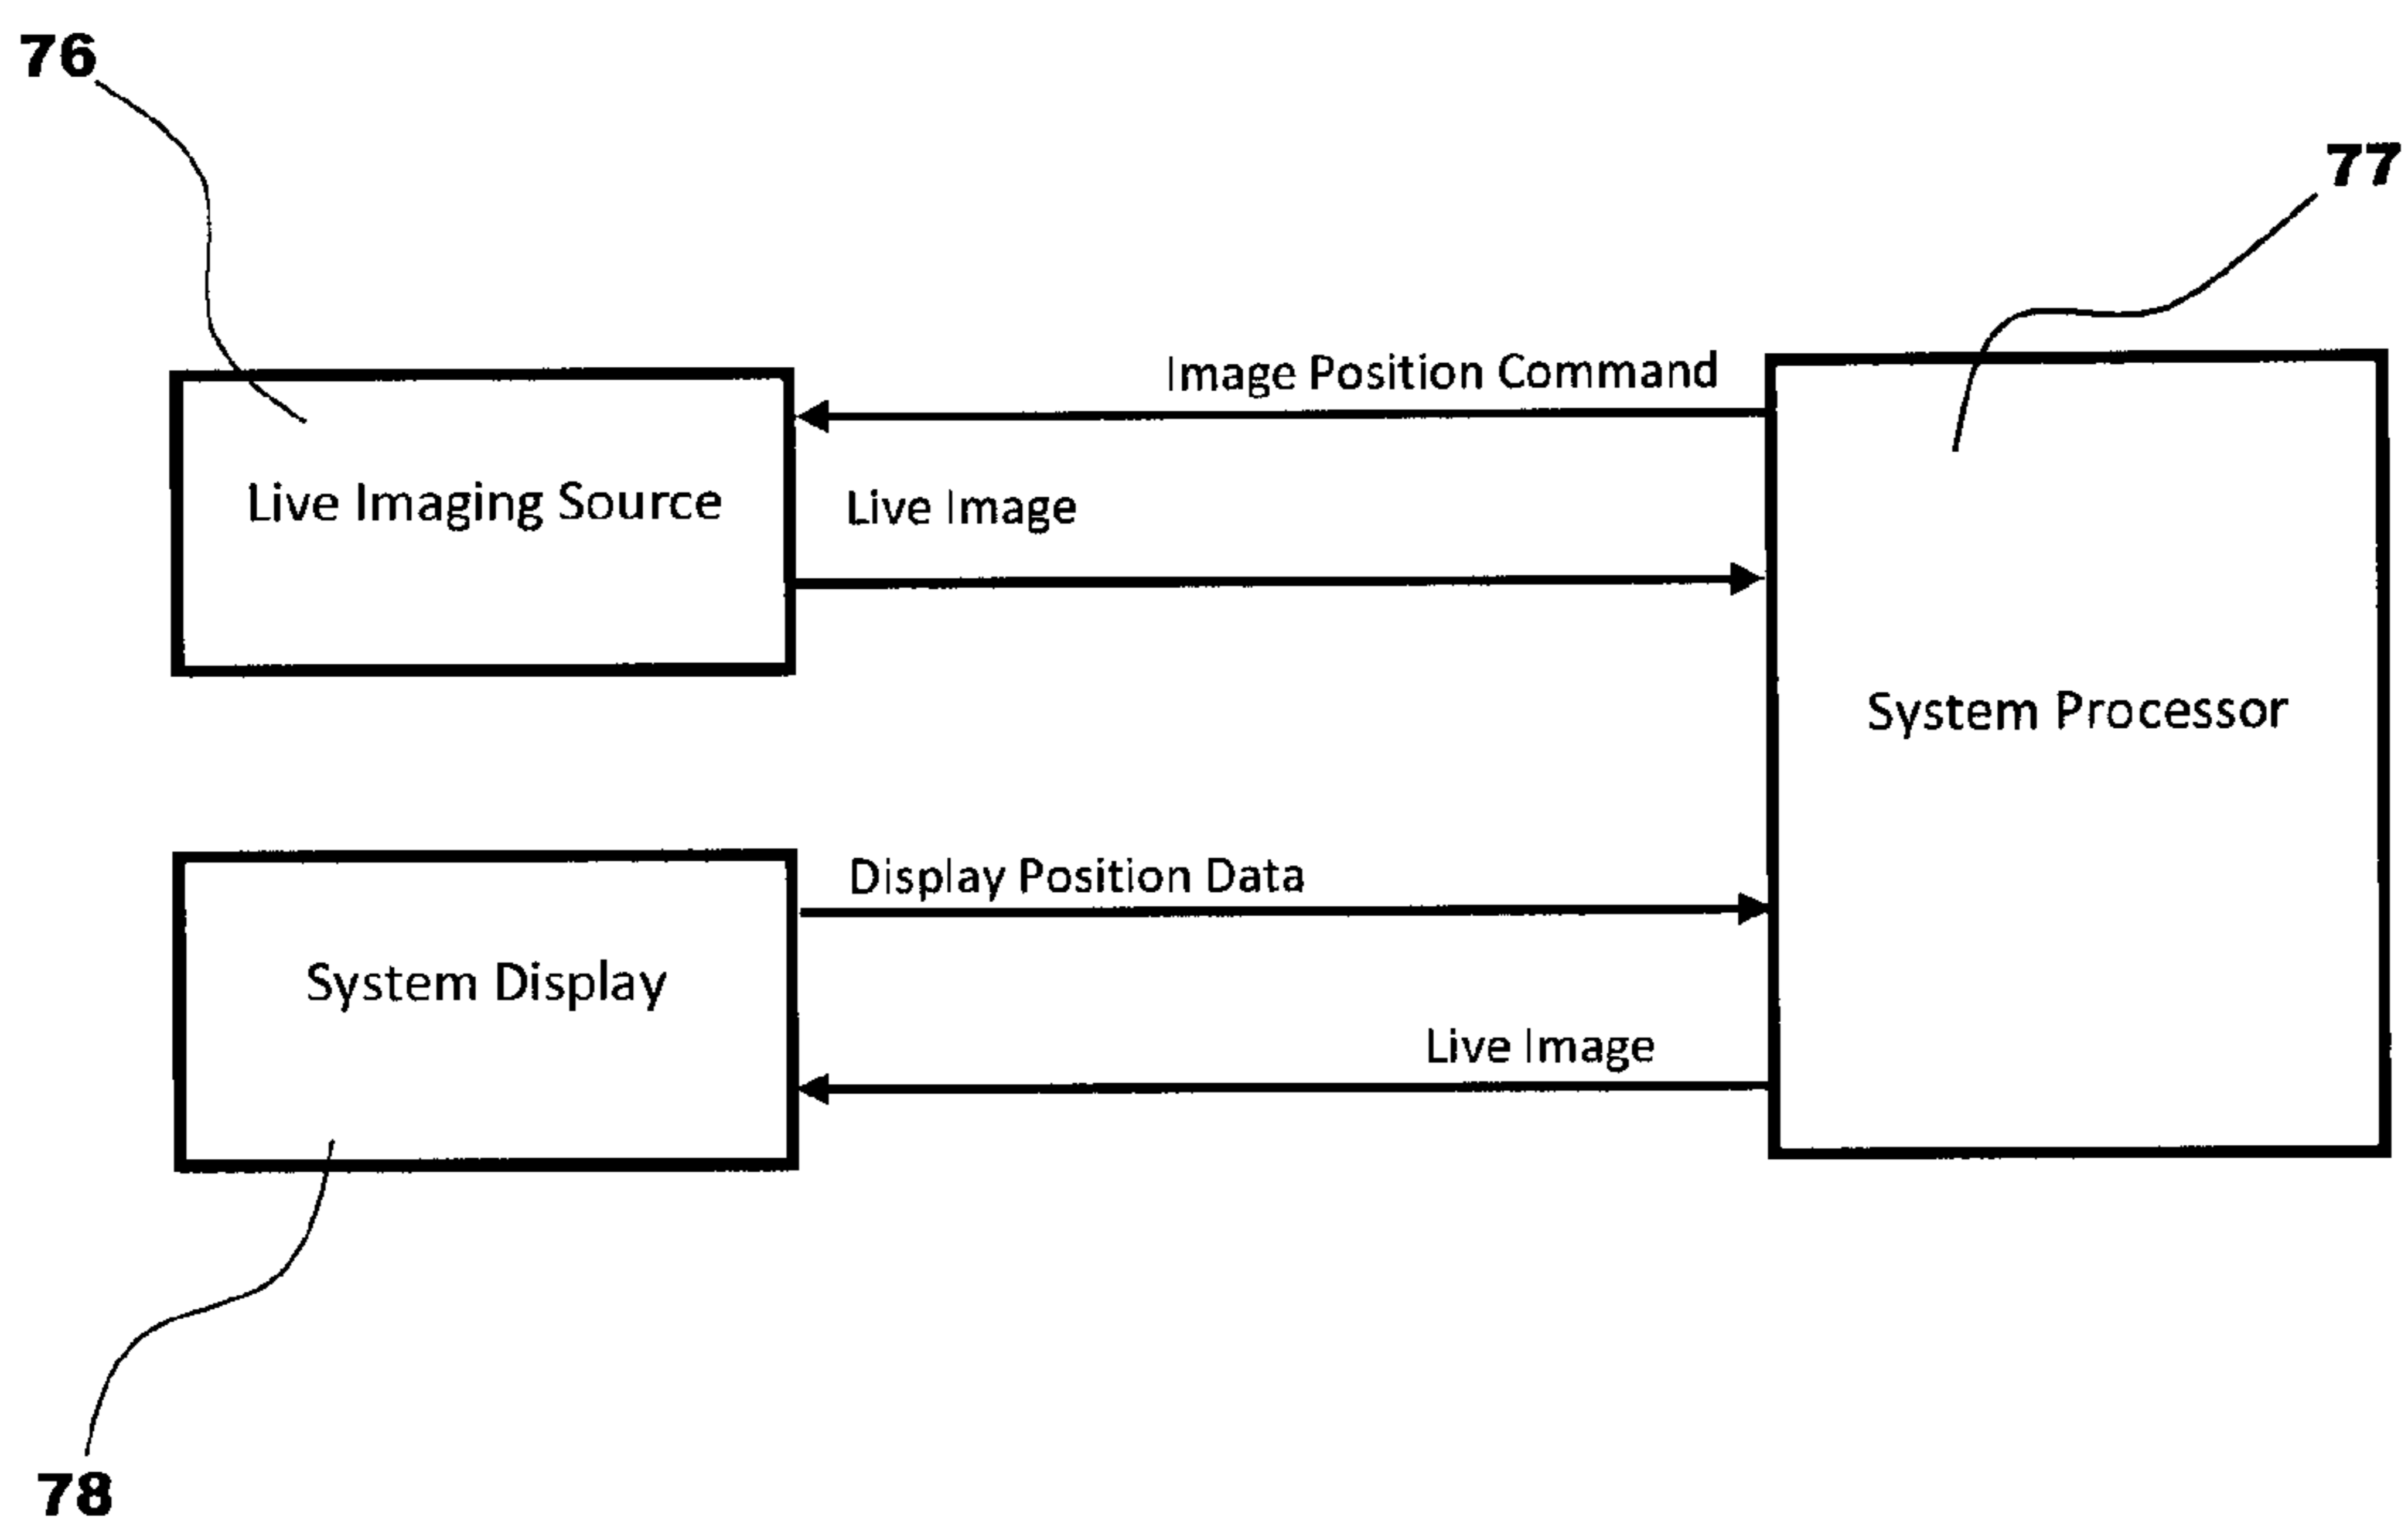 76
77
Image Position Command
Live Imaging Source
Live Image
System Processor
Display Position Data
System Display
Live Image
78